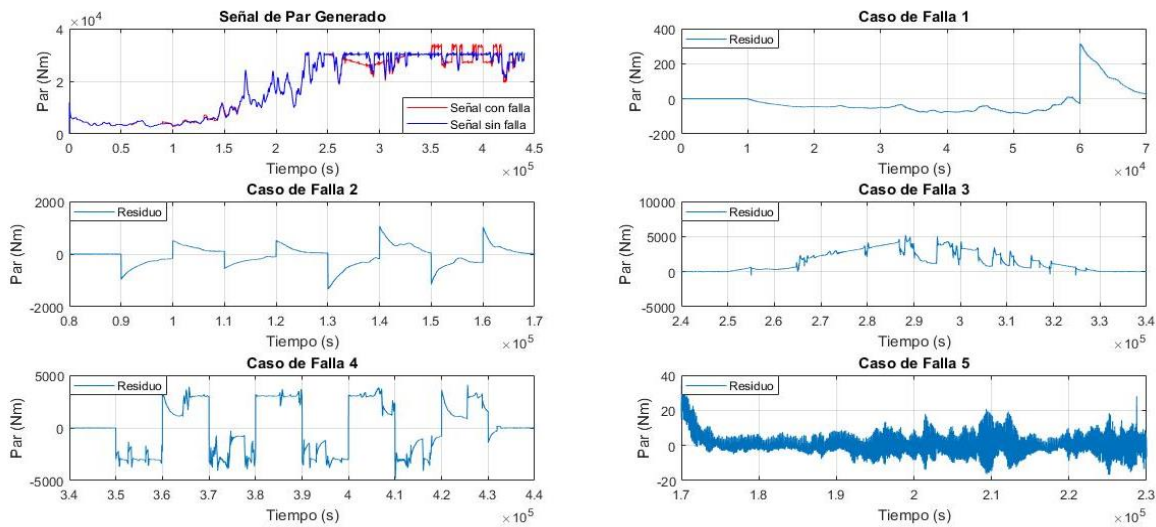 Señal de Par Generado
× 10⁴
4
2
0
Par (Nm)
Señal con falla
Señal sin falla
0 0.5 1 1.5 2 2.5 3 3.5 4 4.5
Tiempo (s)
× 10⁵
Caso de Falla 1
400
200
0
-200
Par (Nm)
Residuo
0 1 2 3 4 5 6 7
Tiempo (s)
× 10⁴
Caso de Falla 2
2000
0
-2000
Par (Nm)
Residuo
0.8 0.9 1 1.1 1.2 1.3 1.4 1.5 1.6 1.7
Tiempo (s)
× 10⁵
Caso de Falla 3
10000
5000
0
-5000
Par (Nm)
Residuo
2.4 2.5 2.6 2.7 2.8 2.9 3 3.1 3.2 3.3 3.4
Tiempo (s)
× 10⁵
Caso de Falla 4
5000
0
-5000
Par (Nm)
Residuo
3.4 3.5 3.6 3.7 3.8 3.9 4 4.1 4.2 4.3 4.4
Tiempo (s)
× 10⁵
Caso de Falla 5
40
20
0
-20
Par (Nm)
Residuo
1.7 1.8 1.9 2 2.1 2.2 2.3
Tiempo (s)
× 10⁵